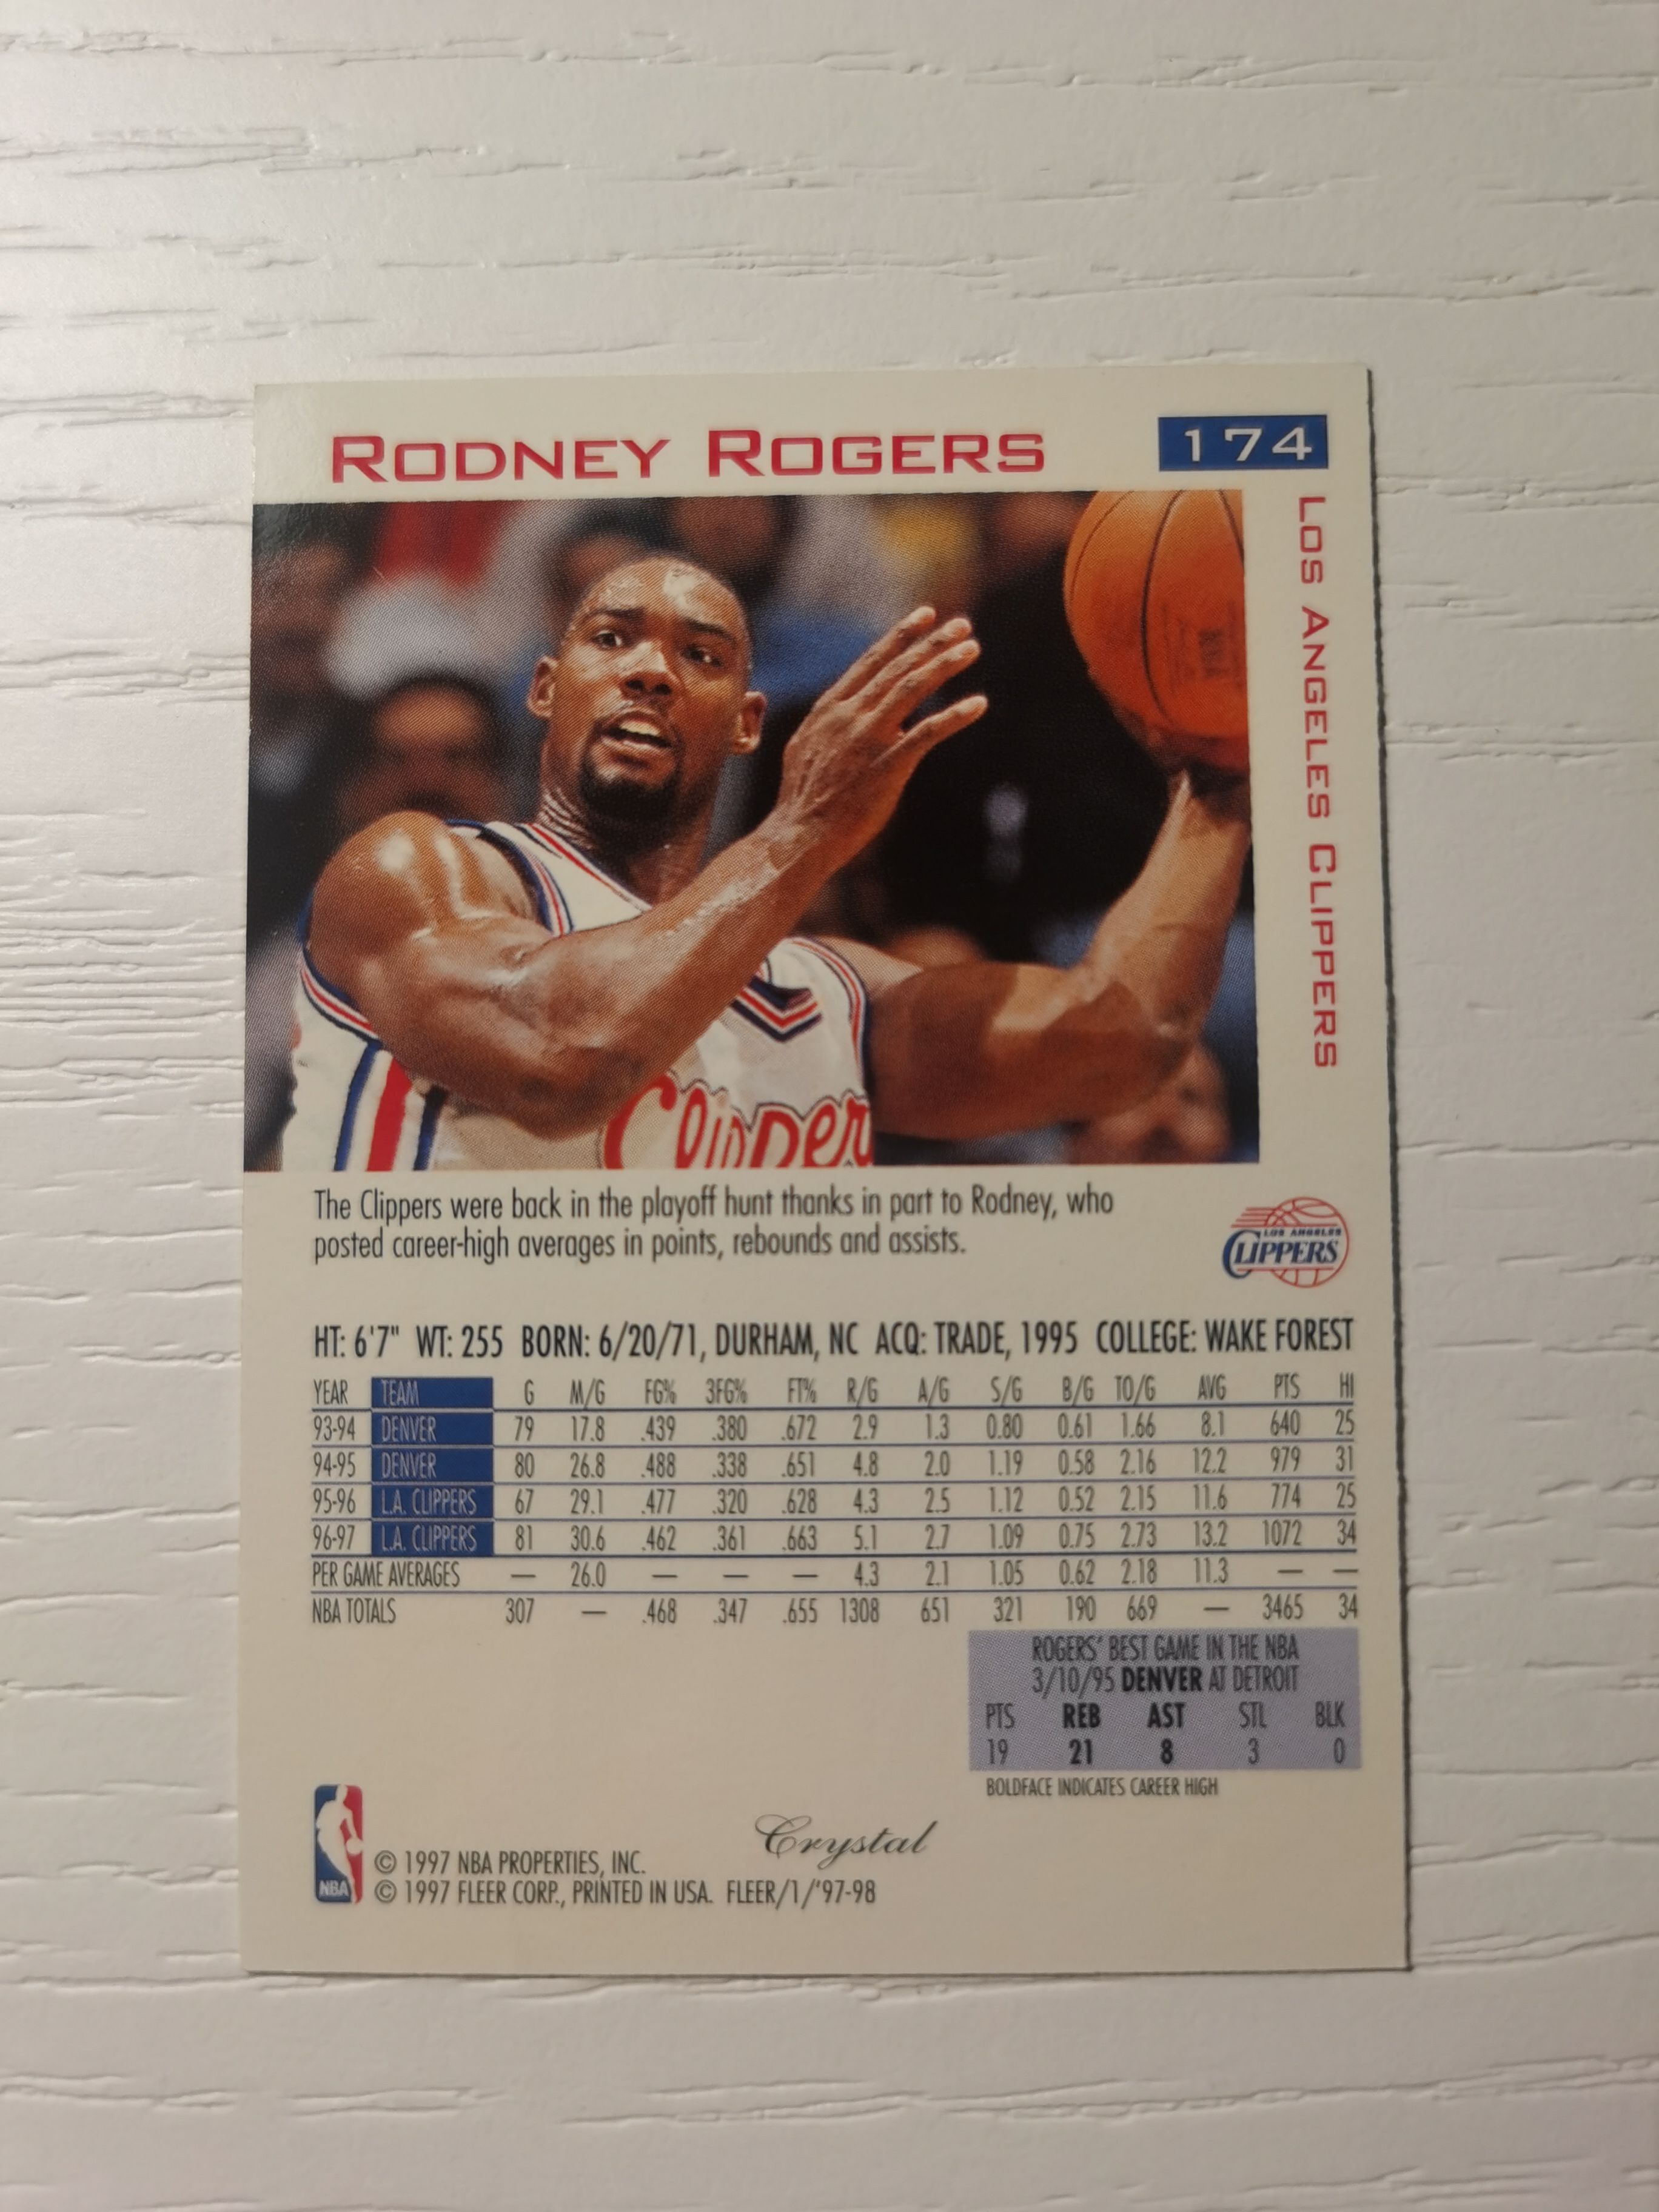 RODNEY ROGERS
174
LOS ANGELES CLIPPERS
Clipper
The Clippers were back in the playoff hunt thanks in part to Rodney, who
posted career-high averages in points, rebounds and assists.
LOS ANGELES
CLIPPERS
HT: 6'7" WT: 255 BORN: 6/20/71, DURHAM, NC ACQ: TRADE, 1995 COLLEGE: WAKE FOREST
YEAR TEAM G M/G FG% 3FG% FT% R/G A/G S/G B/G TO/G AVG PTS HI
93-94 DENVER 79 17.8 .439 .380 .672 2.9 1.3 0.80 0.61 1.66 8.1 640 25
94-95 DENVER 80 26.8 .488 .338 .651 4.8 2.0 1.19 0.58 2.16 12.2 979 31
95-96 L.A. CLIPPERS 67 29.1 .477 .320 .628 4.3 2.5 1.12 0.52 2.15 11.6 774 25
96-97 L.A. CLIPPERS 81 30.6 .462 .361 .663 5.1 2.7 1.09 0.75 2.73 13.2 1072 34
PER GAME AVERAGES — 26.0 — — — 4.3 2.1 1.05 0.62 2.18 11.3 — —
NBA TOTALS 307 — .468 .347 .655 1308 651 321 190 669 — 3465 34
ROGERS' BEST GAME IN THE NBA
3/10/95 DENVER AT DETROIT
PTS REB AST STL BLK
19 21 8 3 0
BOLDFACE INDICATES CAREER HIGH
Crystal
NBA
© 1997 NBA PROPERTIES, INC.
© 1997 FLEER CORP., PRINTED IN USA. FLEER/1/'97-98